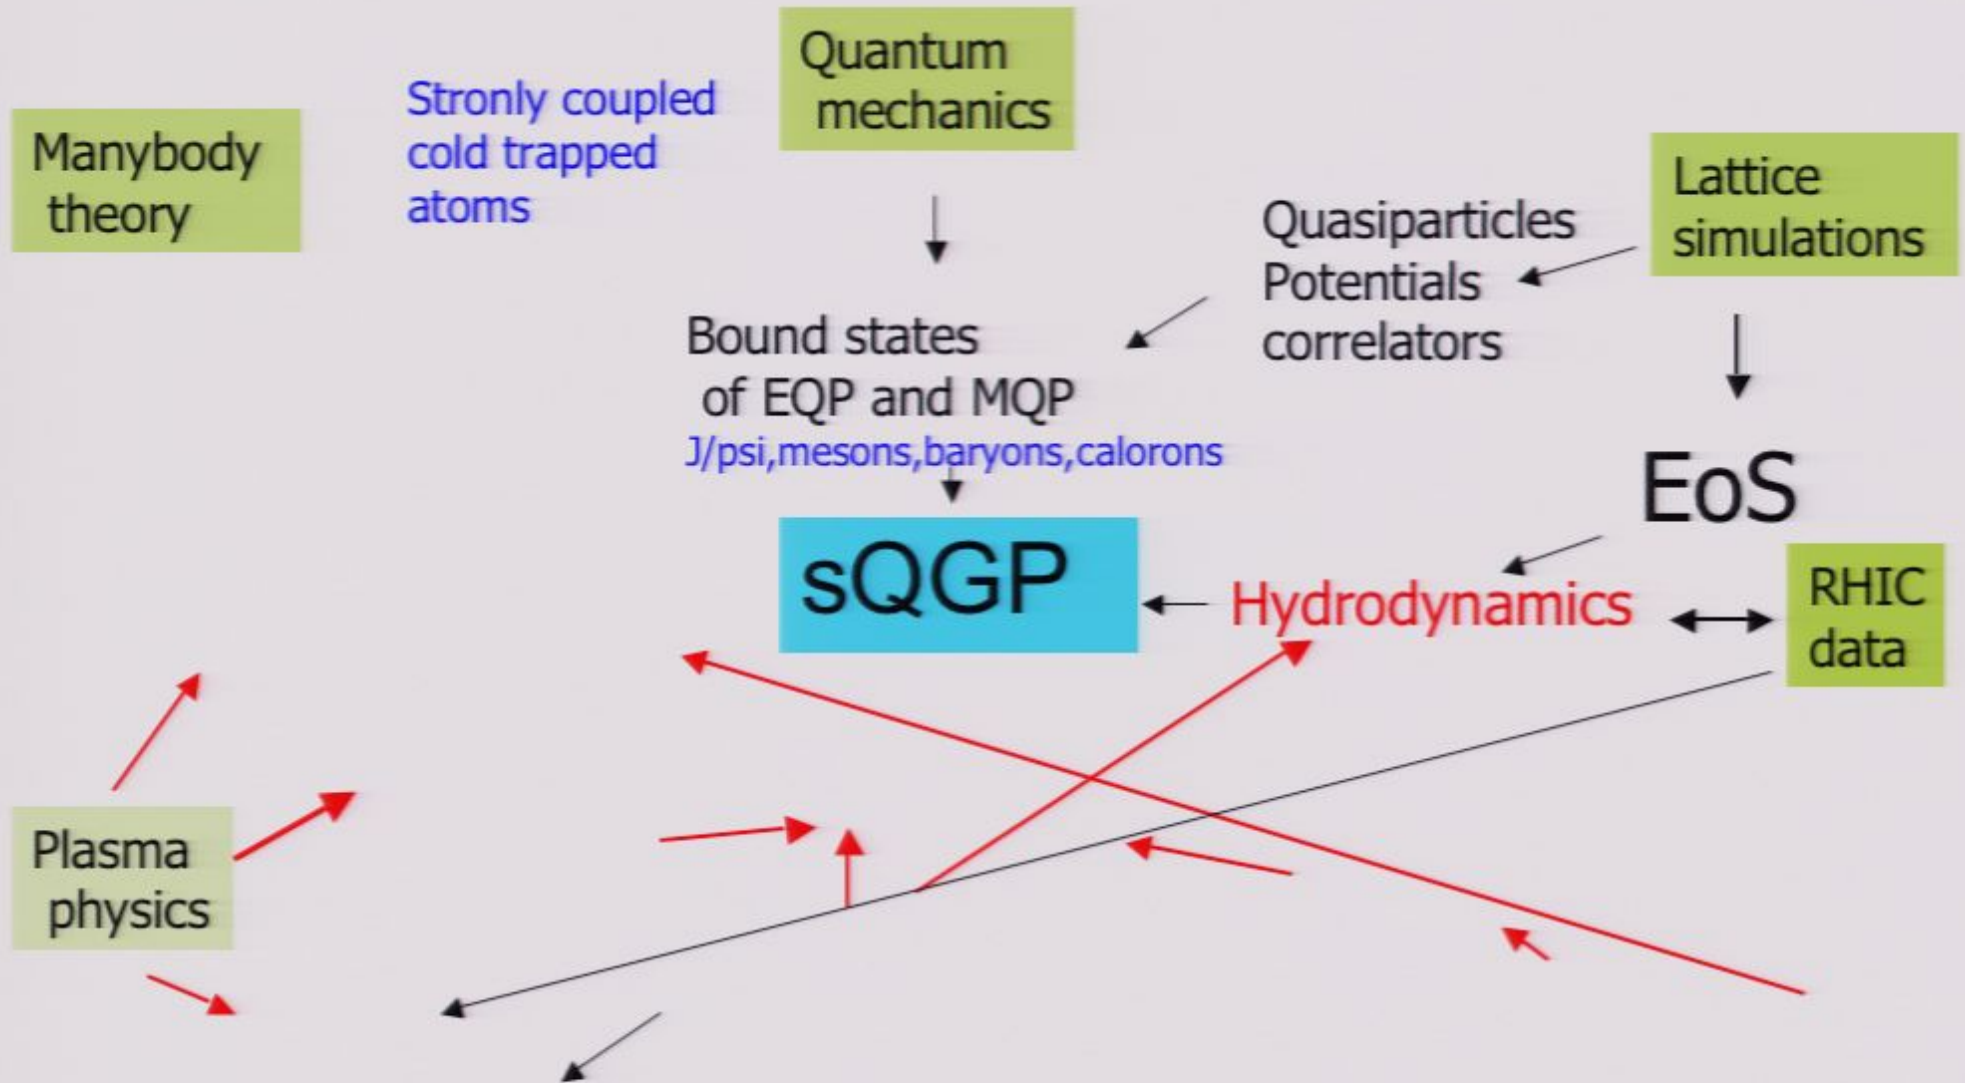 Quantum
mechanics
Stronly coupled
cold trapped
atoms
Manybody
theory
Lattice
simulations
Quasiparticles
Potentials
correlators
Bound states
of EQP and MQP
J/psi,mesons,baryons,calorons
EoS
sQGP
Hydrodynamics
RHIC
data
Plasma
physics